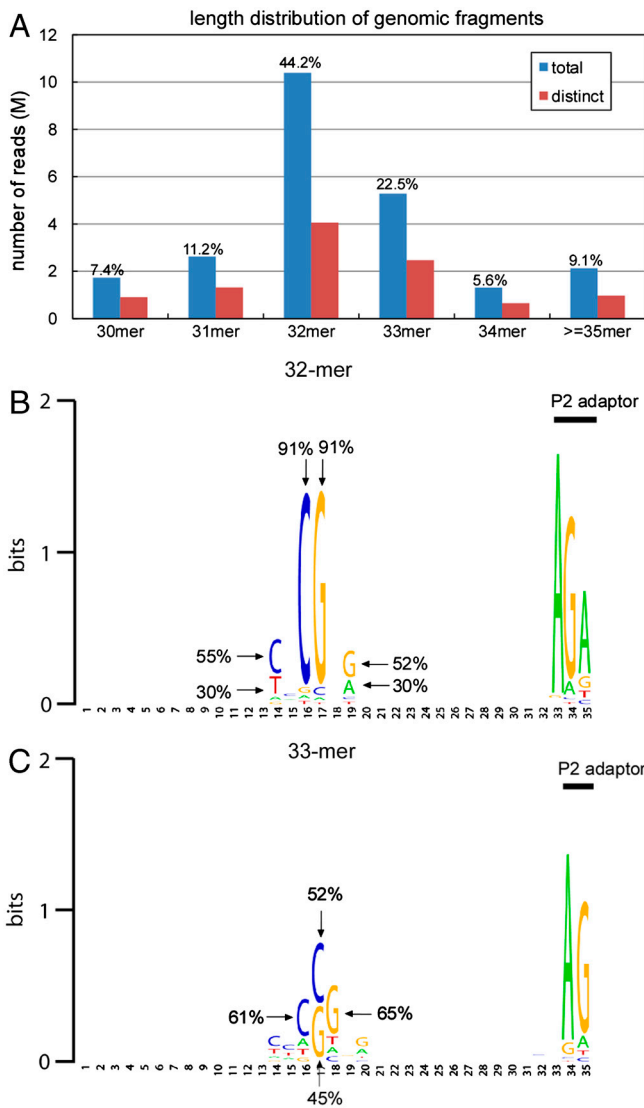 A
length distribution of genomic fragments
number of reads (M)
12
10
8
6
4
2
0
7.4%
11.2%
44.2%
22.5%
5.6%
9.1%
total
distinct
30mer 31mer 32mer 33mer 34mer >=35mer
32-mer
B
P2 adaptor
bits
2
1
0
91% 91%
55%
30%
52%
30%
C T C G G A
A G A
1 2 3 4 5 6 7 8 9 10 11 12 13 14 15 16 17 18 19 20 21 22 23 24 25 26 27 28 29 30 31 32 33 34 35
33-mer
C
P2 adaptor
bits
2
1
0
52%
61%
65%
45%
C C G G
A G
1 2 3 4 5 6 7 8 9 10 11 12 13 14 15 16 17 18 19 20 21 22 23 24 25 26 27 28 29 30 31 32 33 34 35